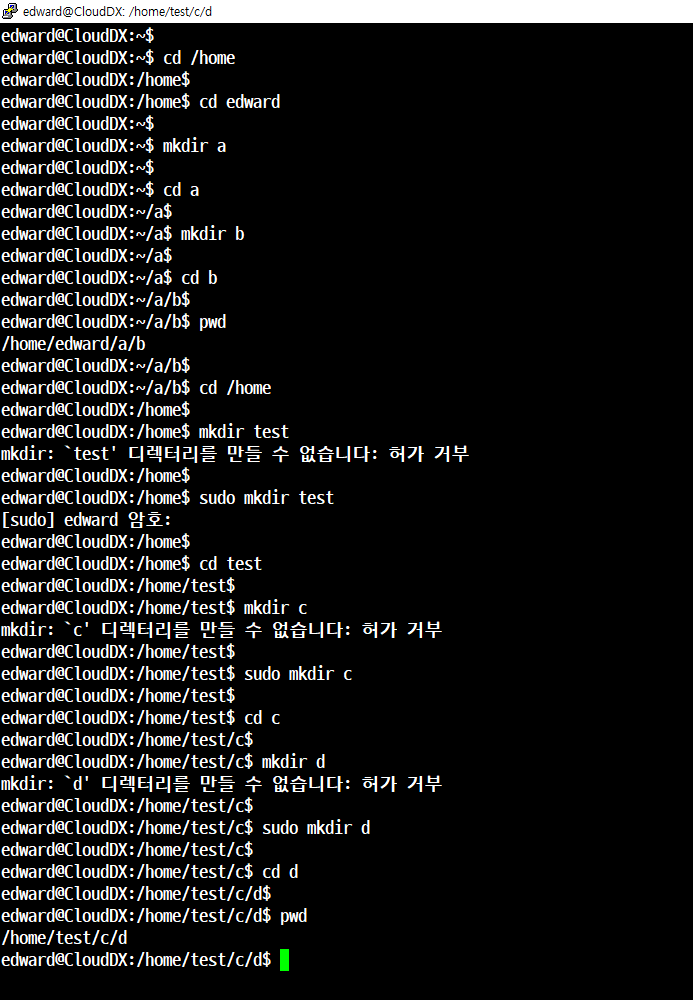 edward@CloudDX: /home/test/c/d
edward@CloudDX:~$
edward@CloudDX:~$ cd /home
edward@CloudDX:/home$
edward@CloudDX:/home$ cd edward
edward@CloudDX:~$
edward@CloudDX:~$ mkdir a
edward@CloudDX:~$
edward@CloudDX:~$ cd a
edward@CloudDX:~/a$
edward@CloudDX:~/a$ mkdir b
edward@CloudDX:~/a$
edward@CloudDX:~/a$ cd b
edward@CloudDX:~/a/b$
edward@CloudDX:~/a/b$ pwd
/home/edward/a/b
edward@CloudDX:~/a/b$
edward@CloudDX:~/a/b$ cd /home
edward@CloudDX:/home$
edward@CloudDX:/home$ mkdir test
mkdir: `test' 디렉터리를 만들 수 없습니다: 허가 거부
edward@CloudDX:/home$
edward@CloudDX:/home$ sudo mkdir test
[sudo] edward 암호:
edward@CloudDX:/home$
edward@CloudDX:/home$ cd test
edward@CloudDX:/home/test$
edward@CloudDX:/home/test$ mkdir c
mkdir: `c' 디렉터리를 만들 수 없습니다: 허가 거부
edward@CloudDX:/home/test$
edward@CloudDX:/home/test$ sudo mkdir c
edward@CloudDX:/home/test$
edward@CloudDX:/home/test$ cd c
edward@CloudDX:/home/test/c$
edward@CloudDX:/home/test/c$ mkdir d
mkdir: `d' 디렉터리를 만들 수 없습니다: 허가 거부
edward@CloudDX:/home/test/c$
edward@CloudDX:/home/test/c$ sudo mkdir d
edward@CloudDX:/home/test/c$
edward@CloudDX:/home/test/c$ cd d
edward@CloudDX:/home/test/c/d$
edward@CloudDX:/home/test/c/d$ pwd
/home/test/c/d
edward@CloudDX:/home/test/c/d$